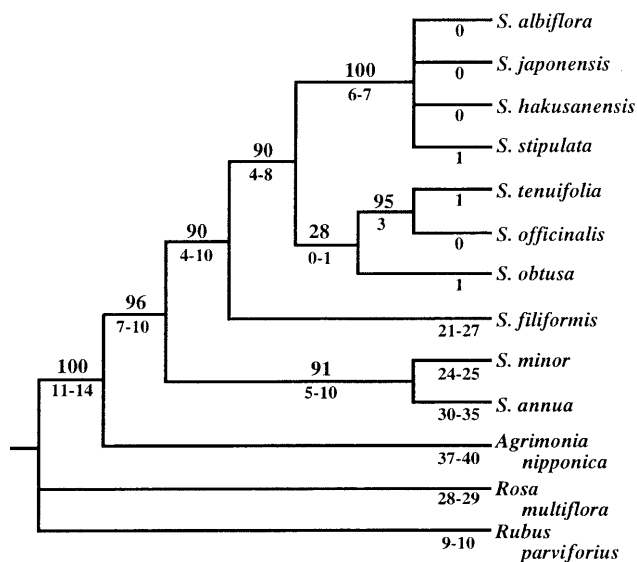 S. albiflora
0
S. japonensis
100
0
6-7
S. hakusanensis
0
S. stipulata
90
1
4-8
S. tenuifolia
95
1
3
S. officinalis
90
28
0
4-10
0-1
S. obtusa
1
96
S. filiformis
7-10
21-27
S. minor
100
91
24-25
11-14
5-10
S. annua
30-35
Agrimonia
37-40
nipponica
Rosa
28-29
multiflora
Rubus
9-10
parviforius